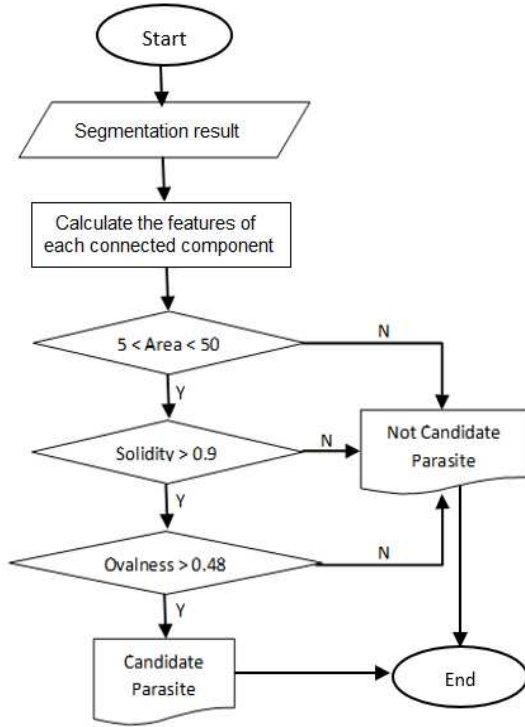 Start
Segmentation result
Calculate the features of
each connected component
5 < Area < 50
N
Y
Solidity > 0.9
N
Not Candidate
Parasite
Y
Ovalness > 0.48
N
Y
Candidate
Parasite
End